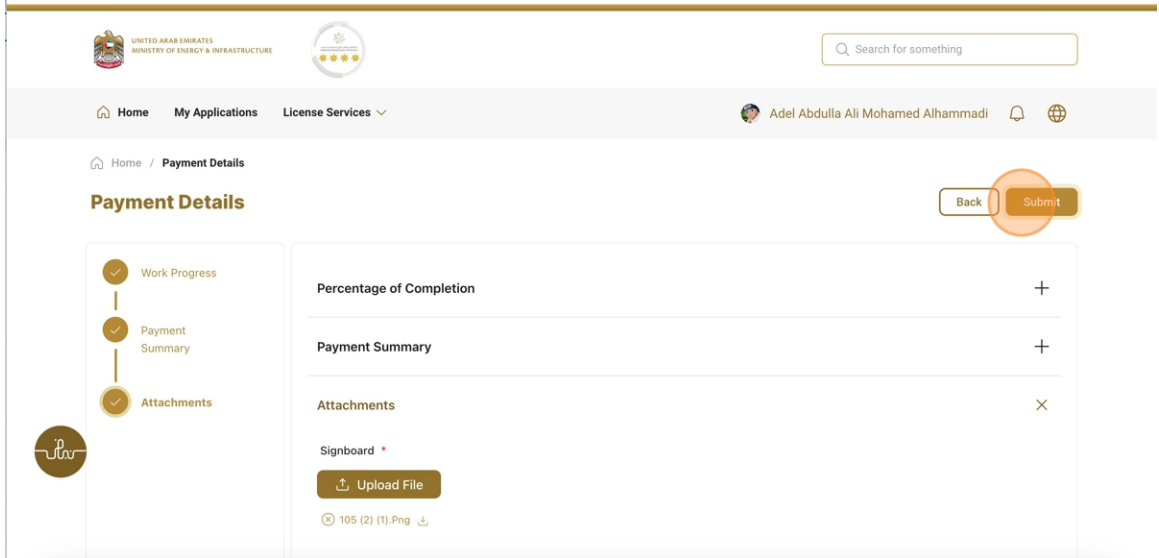 UNITED ARAB EMIRATES
MINISTRY OF ENERGY & INFRASTRUCTURE
Search for something
Home My Applications License Services
Adel Abdulla Ali Mohamed Alhammadi
Home / Payment Details
Payment Details
Back Submit
Work Progress
Payment
Summary
Attachments
Percentage of Completion
Payment Summary
Attachments
Signboard *
Upload File
105 (2) (1).Png